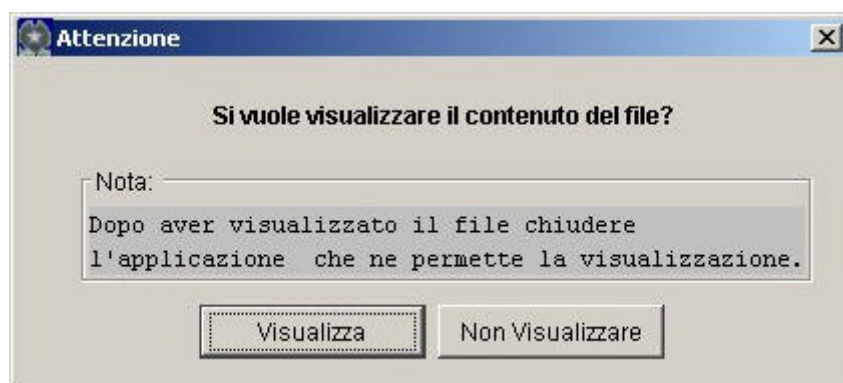 Attenzione
Si vuole visualizzare il contenuto del file?
Nota:
Dopo aver visualizzato il file chiudere
l'applicazione  che ne permette la visualizzazione.
Visualizza
Non Visualizzare